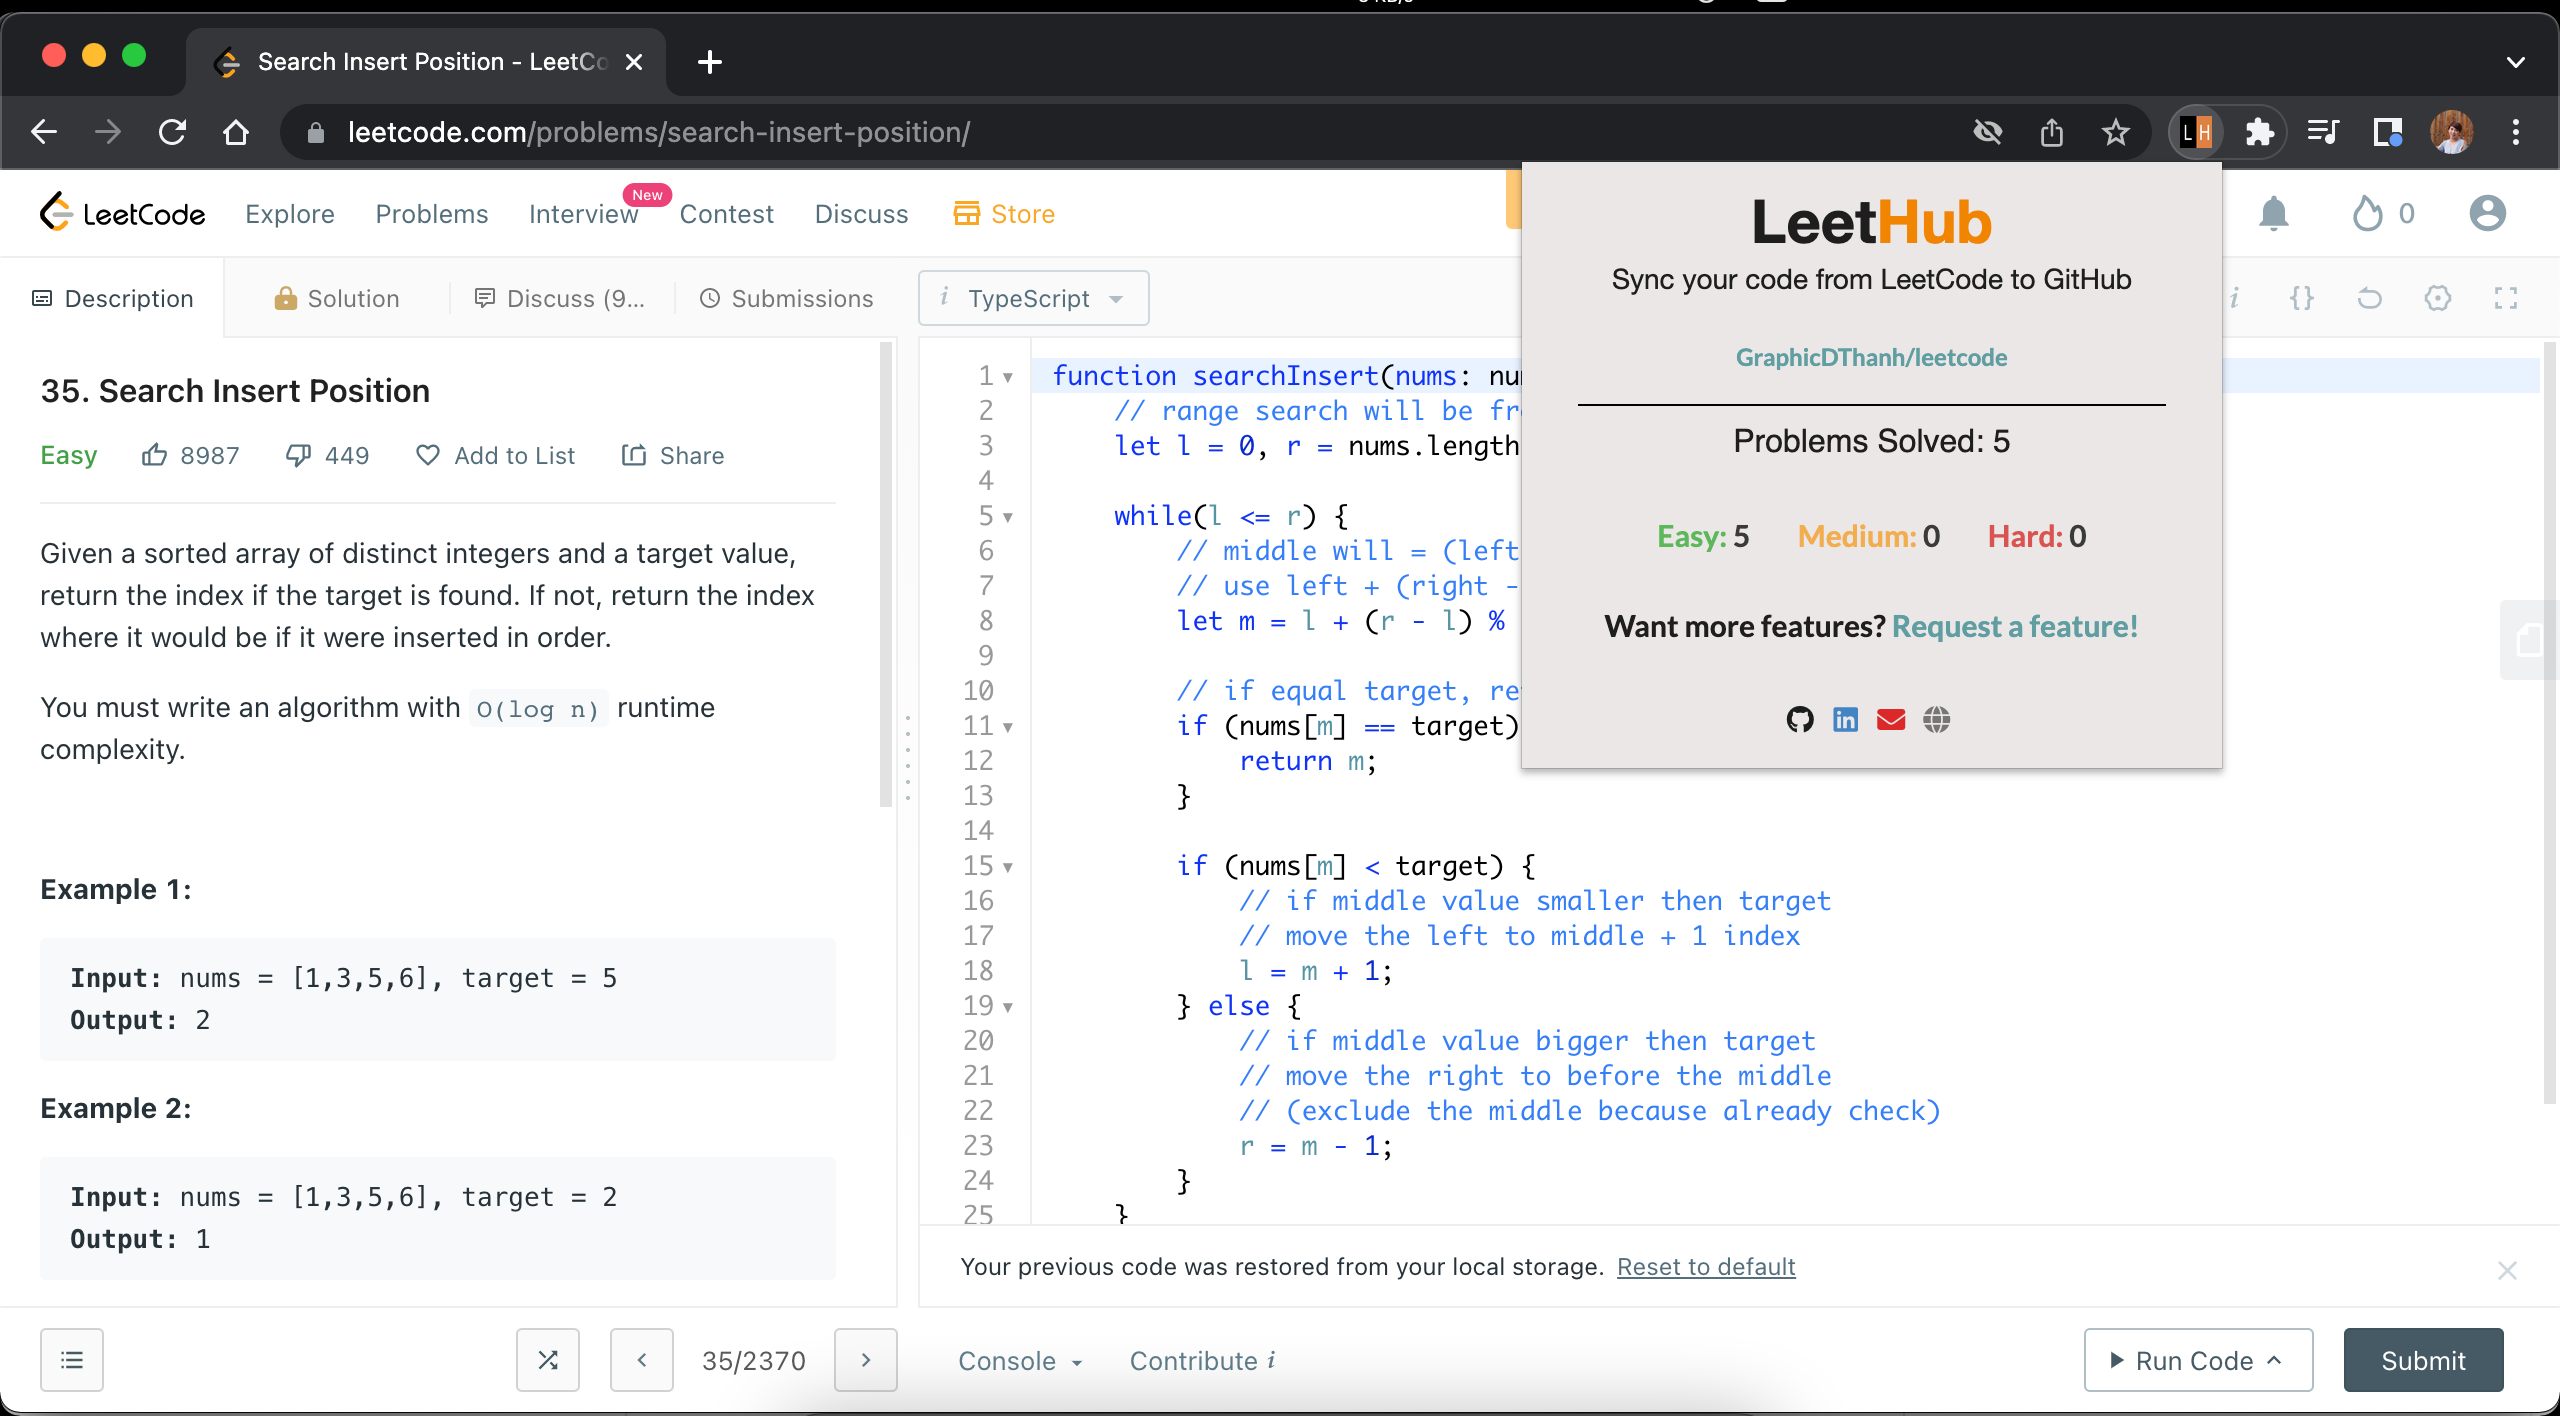 Search Insert Position - LeetCo
leetcode.com/problems/search-insert-position/
LH
LeetCode
Explore
Problems
Interview
New
Contest
Discuss
Store
0
Description
Solution
Discuss (9...
Submissions
i TypeScript
i {}
35. Search Insert Position
Easy 8987 449 Add to List Share
Given a sorted array of distinct integers and a target value,
return the index if the target is found. If not, return the index
where it would be if it were inserted in order.
You must write an algorithm with O(log n) runtime
complexity.
Example 1:
Input: nums = [1,3,5,6], target = 5
Output: 2
Example 2:
Input: nums = [1,3,5,6], target = 2
Output: 1
1 function searchInsert(nums:
2 // range search will be
3 let l = 0, r = nums.length
4
5 while(l <= r) {
6 // middle will = (left
7 // use left + (right -
8 let m = l + (r - l) %
9
10 // if equal target,
11 if (nums[m] == target)
12 return m;
13 }
14
15 if (nums[m] < target) {
16 // if middle value smaller then target
17 // move the left to middle + 1 index
18 l = m + 1;
19 } else {
20 // if middle value bigger then target
21 // move the right to before the middle
22 // (exclude the middle because already check)
23 r = m - 1;
24 }
25 }
LeetHub
Sync your code from LeetCode to GitHub
GraphicDThanh/leetcode
Problems Solved: 5
Easy: 5 Medium: 0 Hard: 0
Want more features? Request a feature!
in
Your previous code was restored from your local storage. Reset to default
35/2370
Console
Contribute i
Run Code
Submit